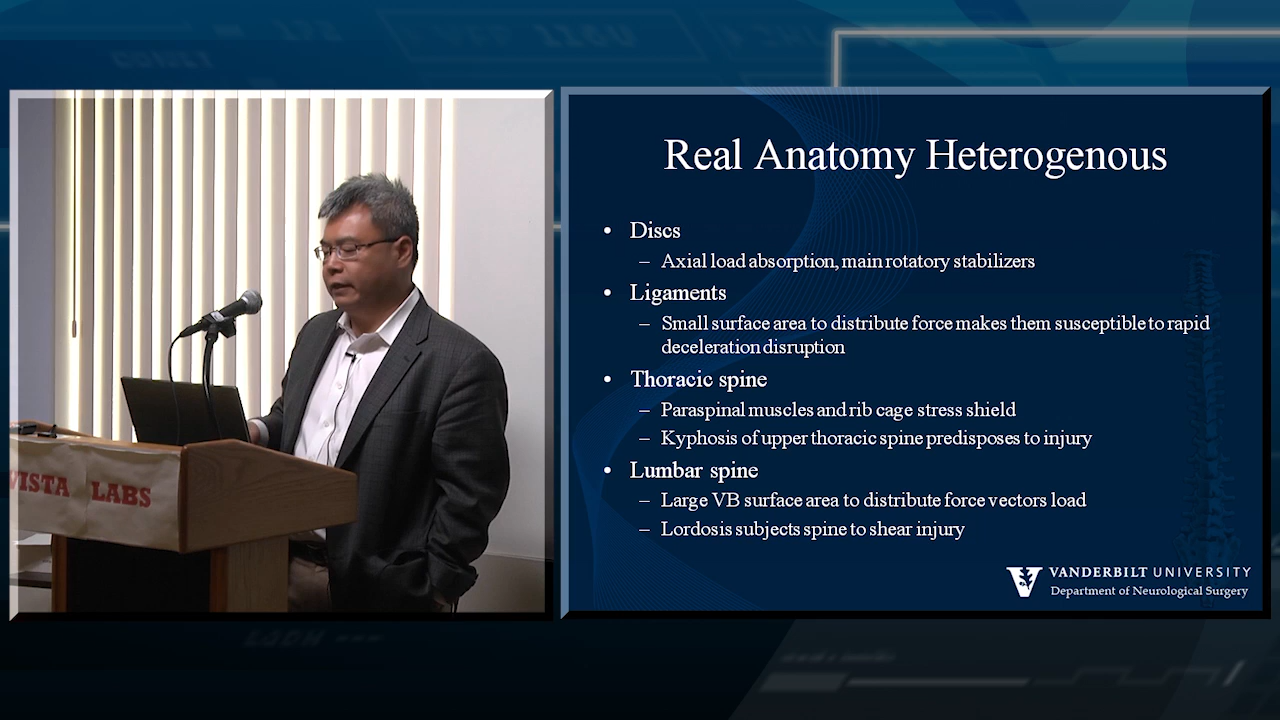 VISTA LABS
Real Anatomy Heterogenous
• Discs
– Axial load absorption, main rotatory stabilizers
• Ligaments
– Small surface area to distribute force makes them susceptible to rapid
deceleration disruption
• Thoracic spine
– Paraspinal muscles and rib cage stress shield
– Kyphosis of upper thoracic spine predisposes to injury
• Lumbar spine
– Large VB surface area to distribute force vectors load
– Lordosis subjects spine to shear injury
VANDERBILT UNIVERSITY
Department of Neurological Surgery